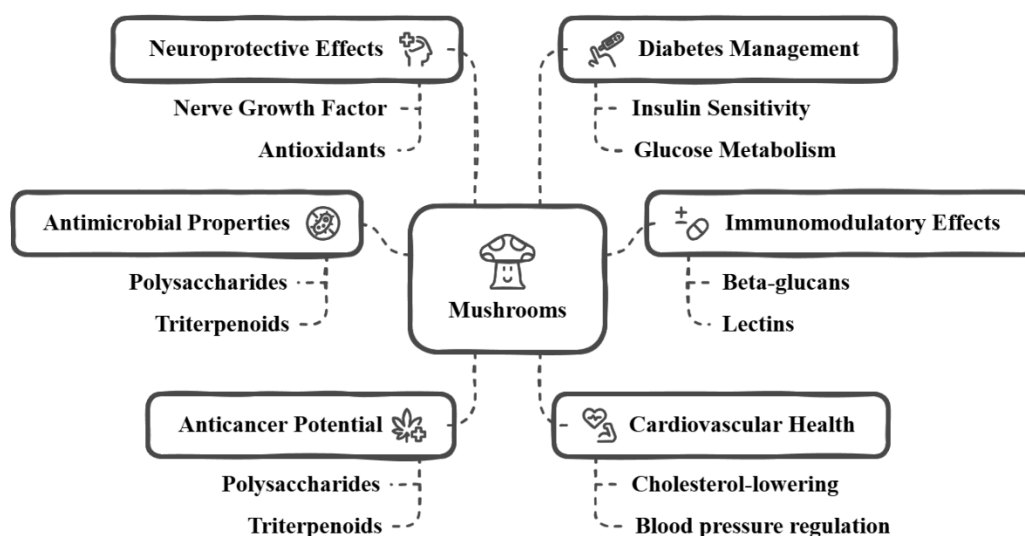 Neuroprotective Effects
Nerve Growth Factor
Antioxidants
Diabetes Management
Insulin Sensitivity
Glucose Metabolism
Antimicrobial Properties
Polysaccharides
Triterpenoids
Mushrooms
Immunomodulatory Effects
Beta-glucans
Lectins
Anticancer Potential
Polysaccharides
Triterpenoids
Cardiovascular Health
Cholesterol-lowering
Blood pressure regulation